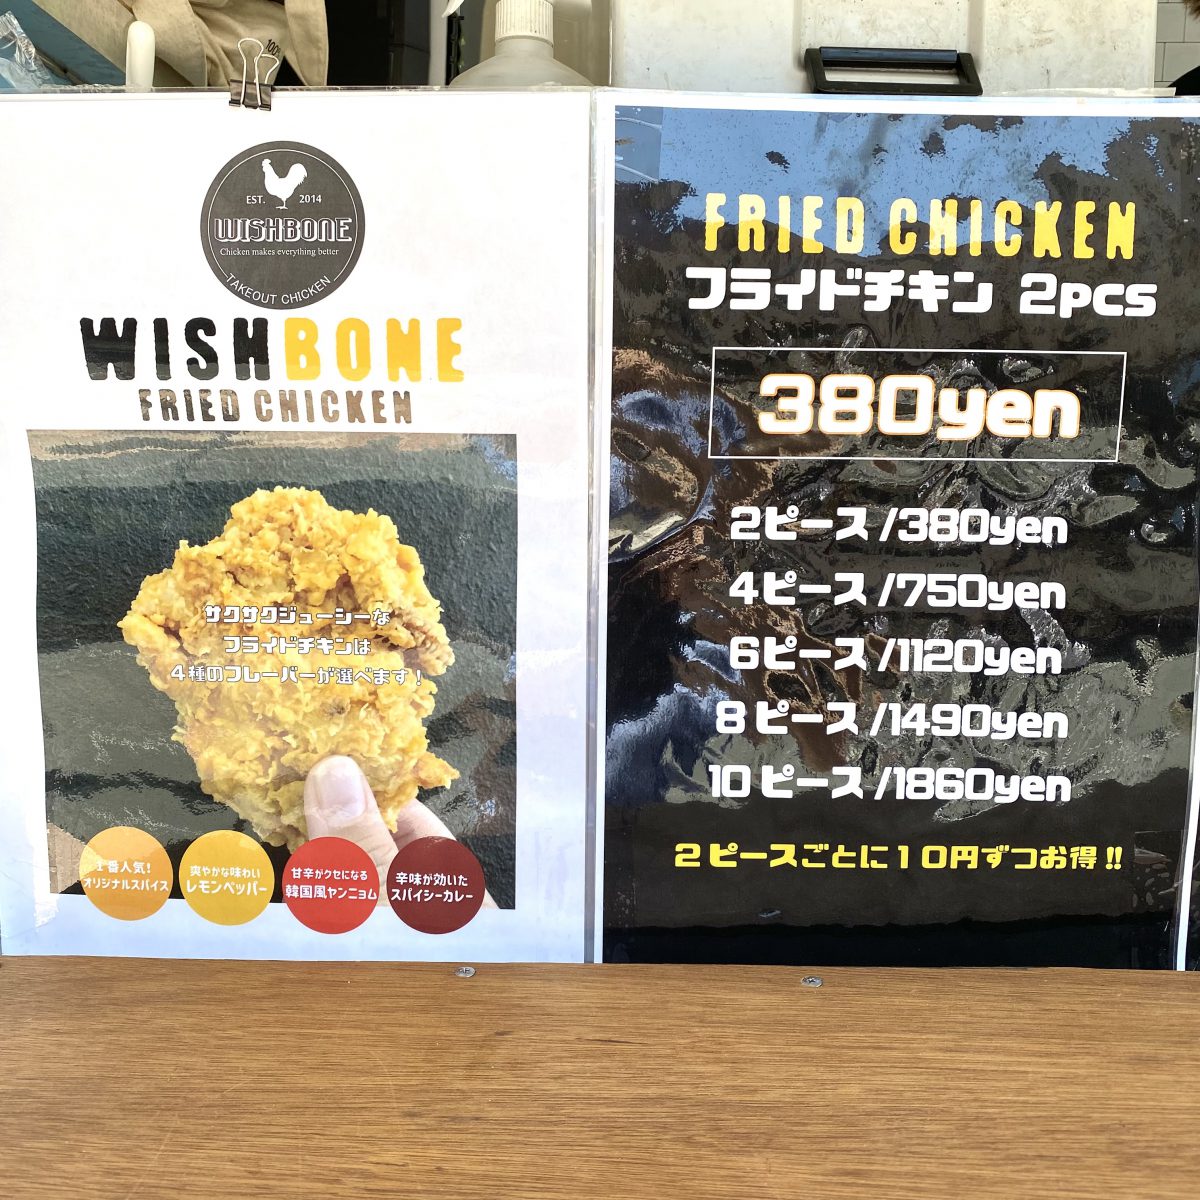 100%
EST. 2014
WISHBONE
Chicken makes everything better
TAKEOUT CHICKEN
WISHBONE
FRIED CHICKEN
サクサクジューシーな
フライドチキンは
4種のフレーバーが選べます!
1番人気!
オリジナルスパイス
爽やかな味わい
レモンペッパー
甘辛がクセになる
韓国風ヤンニョム
辛味が効いた
スパイシーカレー
FRIED CHICKEN
フライドチキン 2pcs
380yen
2ピース/380yen
4ピース/750yen
6ピース/1120yen
8ピース/1490yen
10ピース/1860yen
2ピースごとに10円ずつお得!!